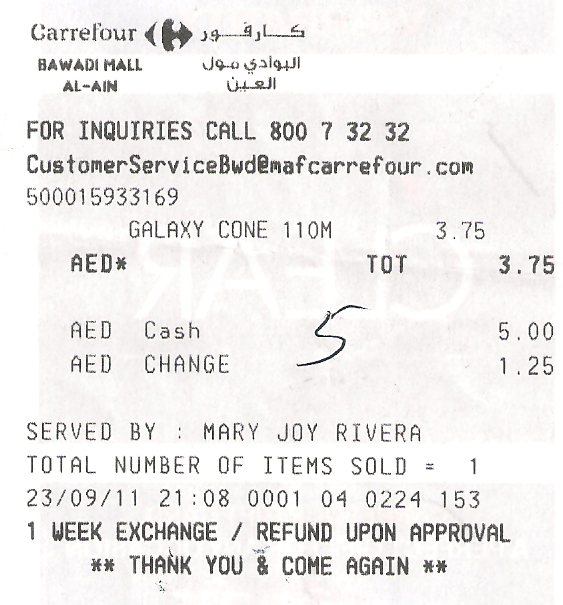 Carrefour كارفور
BAWADI MALL البوادي مول
AL-AIN العين
FOR INQUIRIES CALL 800 7 32 32
CustomerServiceBwd@mafcarrefour.com
500015933169
GALAXY CONE 110M 3.75
AED* TOT 3.75
AED Cash 5.00
5
AED CHANGE 1.25
SERVED BY : MARY JOY RIVERA
TOTAL NUMBER OF ITEMS SOLD = 1
23/09/11 21:08 0001 04 0224 153
1 WEEK EXCHANGE / REFUND UPON APPROVAL
** THANK YOU & COME AGAIN **